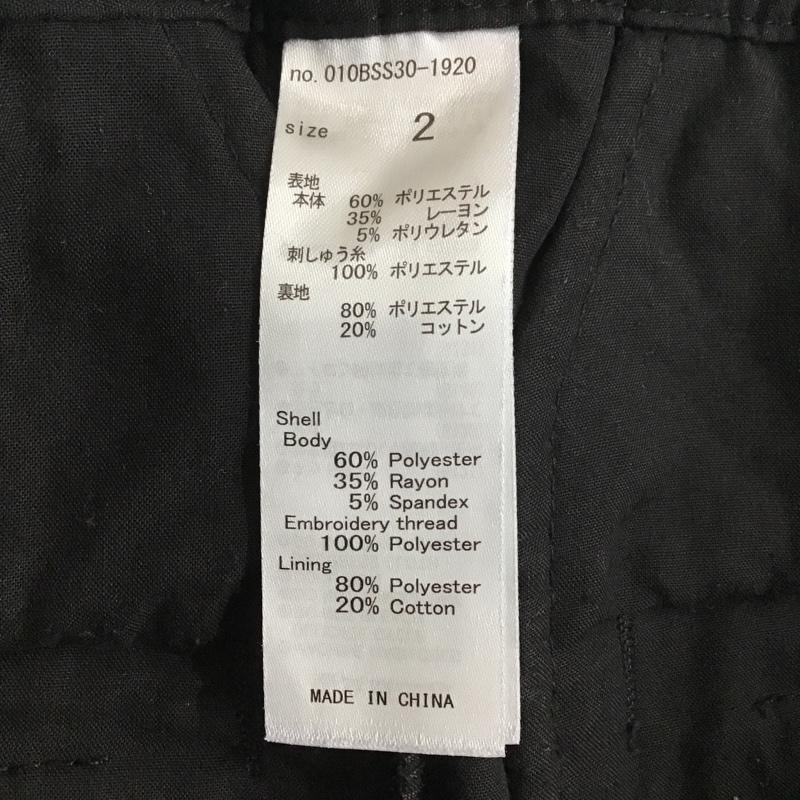 no. 010BSS30-1920
size 2
表地
本体 60% ポリエステル
35% レーヨン
5% ポリウレタン
刺しゅう糸
100% ポリエステル
裏地
80% ポリエステル
20% コットン
Shell
Body
60% Polyester
35% Rayon
5% Spandex
Embroidery thread
100% Polyester
Lining
80% Polyester
20% Cotton
MADE IN CHINA